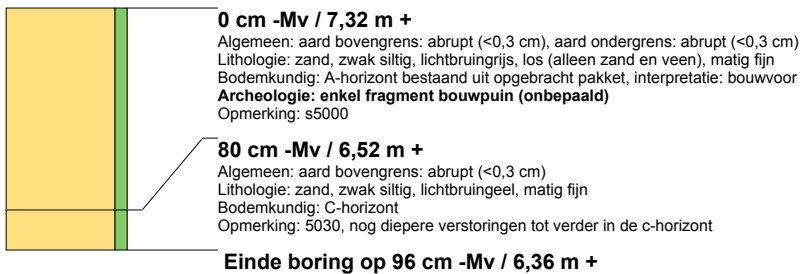 0 cm -Mv / 7,32 m +
Algemeen: aard bovengrens: abrupt (<0,3 cm), aard ondergrens: abrupt (<0,3 cm)
Lithologie: zand, zwak siltig, lichtbruingrijs, los (alleen zand en veen), matig fijn
Bodemkundig: A-horizont bestaand uit opgebracht pakket, interpretatie: bouwvoor
Archeologie: enkel fragment bouwpuin (onbepaald)
Opmerking: s5000
80 cm -Mv / 6,52 m +
Algemeen: aard bovengrens: abrupt (<0,3 cm)
Lithologie: zand, zwak siltig, lichtbruingeel, matig fijn
Bodemkundig: C-horizont
Opmerking: 5030, nog diepere verstoringen tot verder in de c-horizont
Einde boring op 96 cm -Mv / 6,36 m +